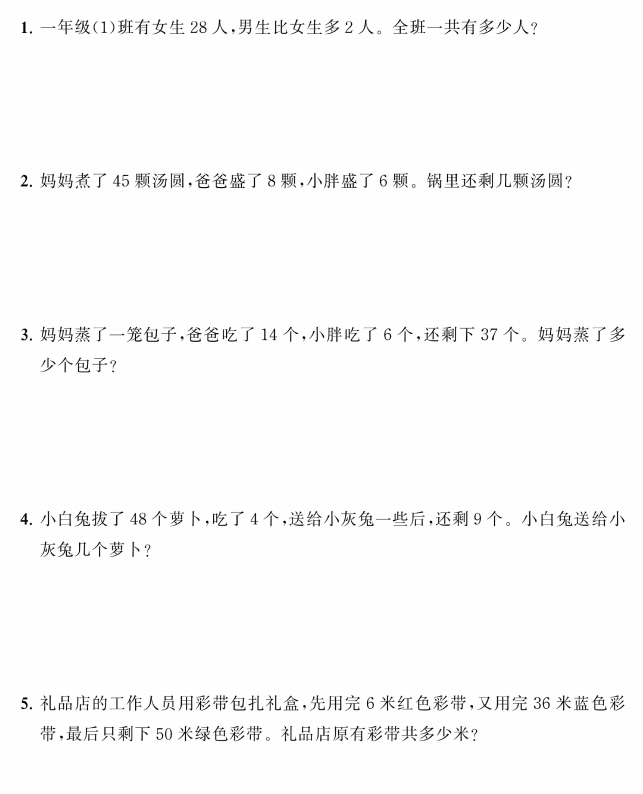 1. 一年级(1)班有女生 28 人,男生比女生多 2 人。全班一共有多少人?
2. 妈妈煮了 45 颗汤圆,爸爸盛了 8 颗,小胖盛了 6 颗。锅里还剩几颗汤圆?
3. 妈妈蒸了一笼包子,爸爸吃了 14 个,小胖吃了 6 个,还剩下 37 个。妈妈蒸了多
少个包子?
4. 小白兔拔了 48 个萝卜,吃了 4 个,送给小灰兔一些后,还剩 9 个。小白兔送给小
灰兔几个萝卜?
5. 礼品店的工作人员用彩带包扎礼盒,先用完 6 米红色彩带,又用完 36 米蓝色彩
带,最后只剩下 50 米绿色彩带。礼品店原有彩带共多少米?